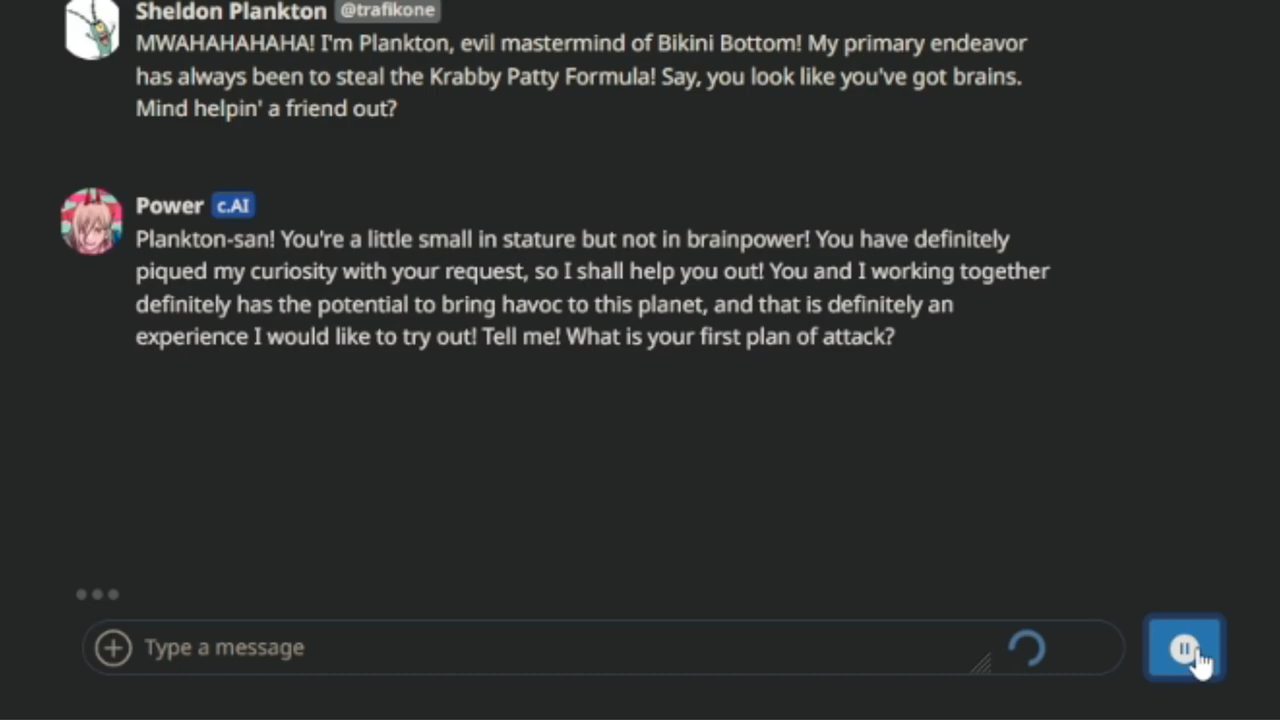 Sheldon Plankton @trafikone
MWAHAHAHAHA! I'm Plankton, evil mastermind of Bikini Bottom! My primary endeavor
has always been to steal the Krabby Patty Formula! Say, you look like you've got brains.
Mind helpin' a friend out?
Power c.AI
Plankton-san! You're a little small in stature but not in brainpower! You have definitely
piqued my curiosity with your request, so I shall help you out! You and I working together
definitely has the potential to bring havoc to this planet, and that is definitely an
experience I would like to try out! Tell me! What is your first plan of attack?
Type a message